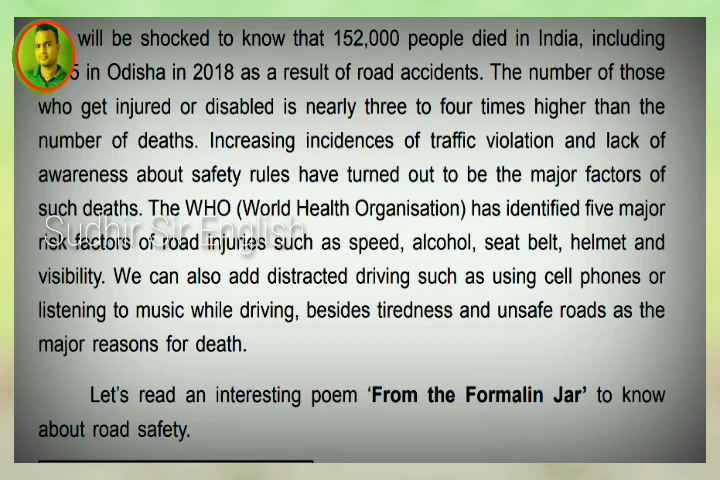 will be shocked to know that 152,000 people died in India, including
5 in Odisha in 2018 as a result of road accidents. The number of those
who get injured or disabled is nearly three to four times higher than the
number of deaths. Increasing incidences of traffic violation and lack of
awareness about safety rules have turned out to be the major factors of
such deaths. The WHO (World Health Organisation) has identified five major
Sudhir Sir English
risk factors of road injuries such as speed, alcohol, seat belt, helmet and
visibility. We can also add distracted driving such as using cell phones or
listening to music while driving, besides tiredness and unsafe roads as the
major reasons for death.
Let's read an interesting poem ‘From the Formalin Jar’ to know
about road safety.